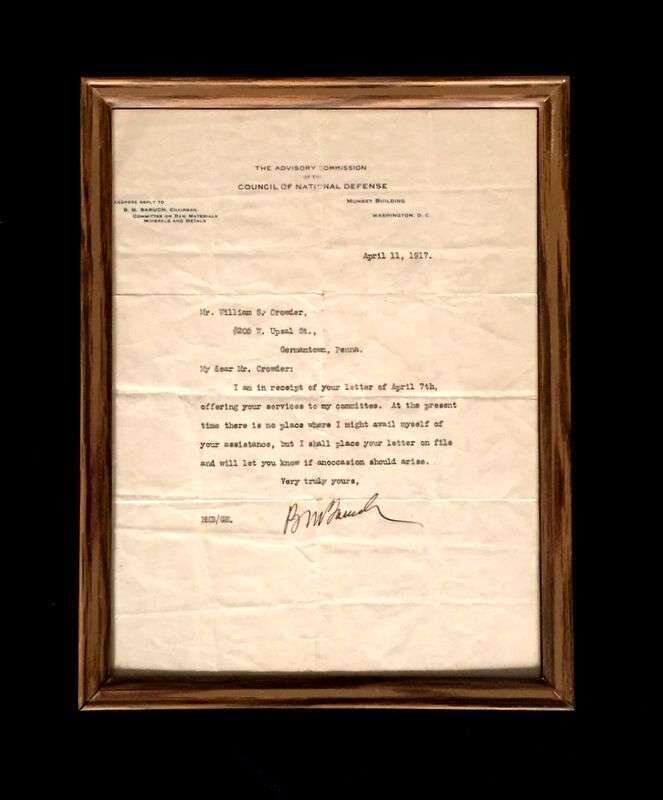 THE ADVISORY COMMISSION
OF THE
COUNCIL OF NATIONAL DEFENSE
ADDRESS REPLY TO
B. M. BARUCH, CHAIRMAN,
COMMITTEE ON RAW MATERIALS
MINERALS AND METALS
MUNSEY BUILDING
WASHINGTON, D. C.
April 11, 1917.
Mr. William S. Crowder,
Upsal St.,
Germantown, Penna.
My dear Mr. Crowder:
I am in receipt of your letter of April 7th,
offering your services to my committee. At the present
time there is no place where I might avail myself of
your assistance, but I shall place your letter on file
and will let you know if anoccasion should arise.
Very truly yours,
BMBaruch